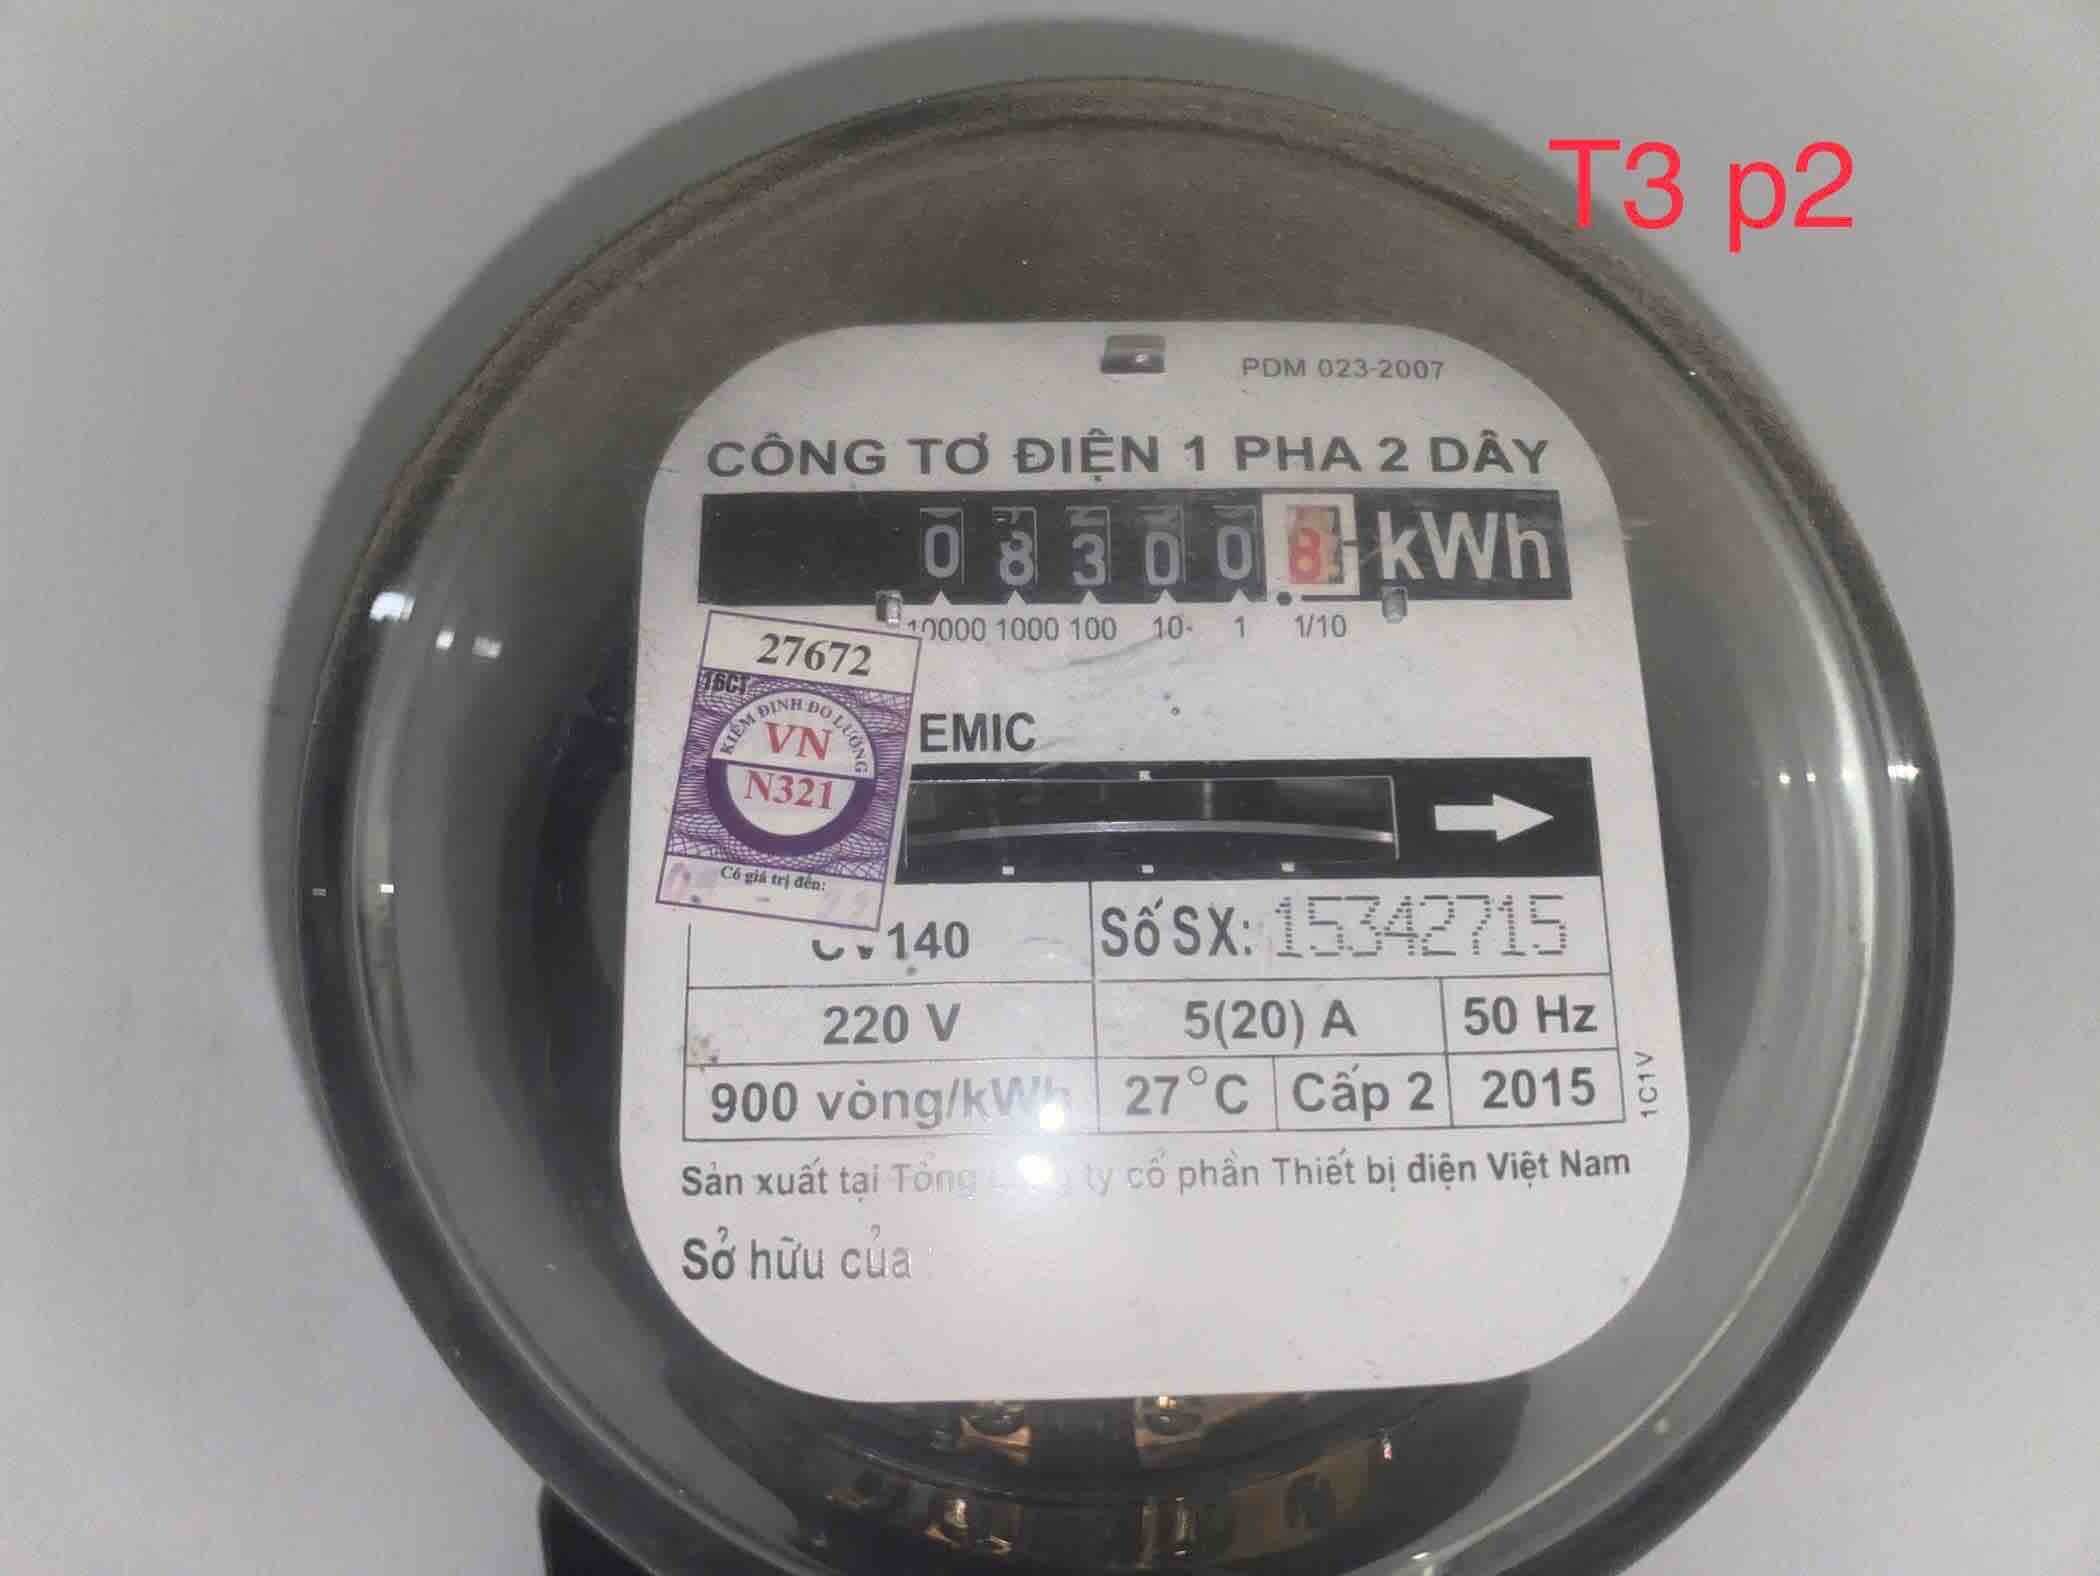 T3 p2
PDM 023-2007
CÔNG TƠ ĐIỆN 1 PHA 2 DÂY
0 8 3 0 0 8 kWh
10000 1000 100 10 1 1/10
27672
16CT
KIỂM ĐỊNH ĐO LƯỜNG
VN
N321
Có giá trị đến:
EMIC
CV140
Số SX: 15342715
220 V
5(20) A
50 Hz
900 vòng/kWh
27°C
Cấp 2
2015
1C1V
Sản xuất tại Tổng công ty cổ phần Thiết bị điện Việt Nam
Sở hữu của